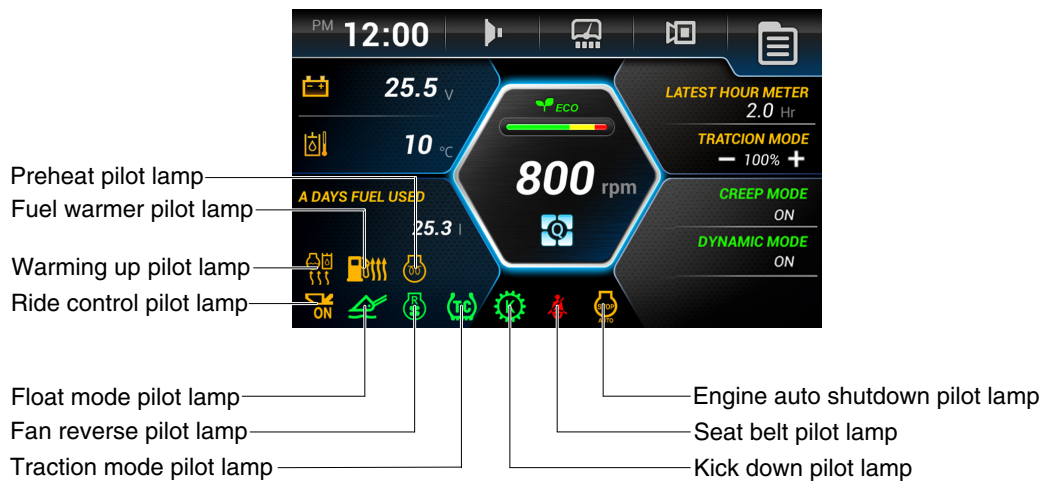 PM 12:00
25.5 V
10 °C
A DAYS FUEL USED
25.3 l
ECO
800 rpm
Q
LATEST HOUR METER
2.0 Hr
TRATCION MODE
− 100% +
CREEP MODE
ON
DYNAMIC MODE
ON
ON
R
S
TC
K
STOP
AUTO
Preheat pilot lamp
Fuel warmer pilot lamp
Warming up pilot lamp
Ride control pilot lamp
Float mode pilot lamp
Fan reverse pilot lamp
Traction mode pilot lamp
Engine auto shutdown pilot lamp
Seat belt pilot lamp
Kick down pilot lamp